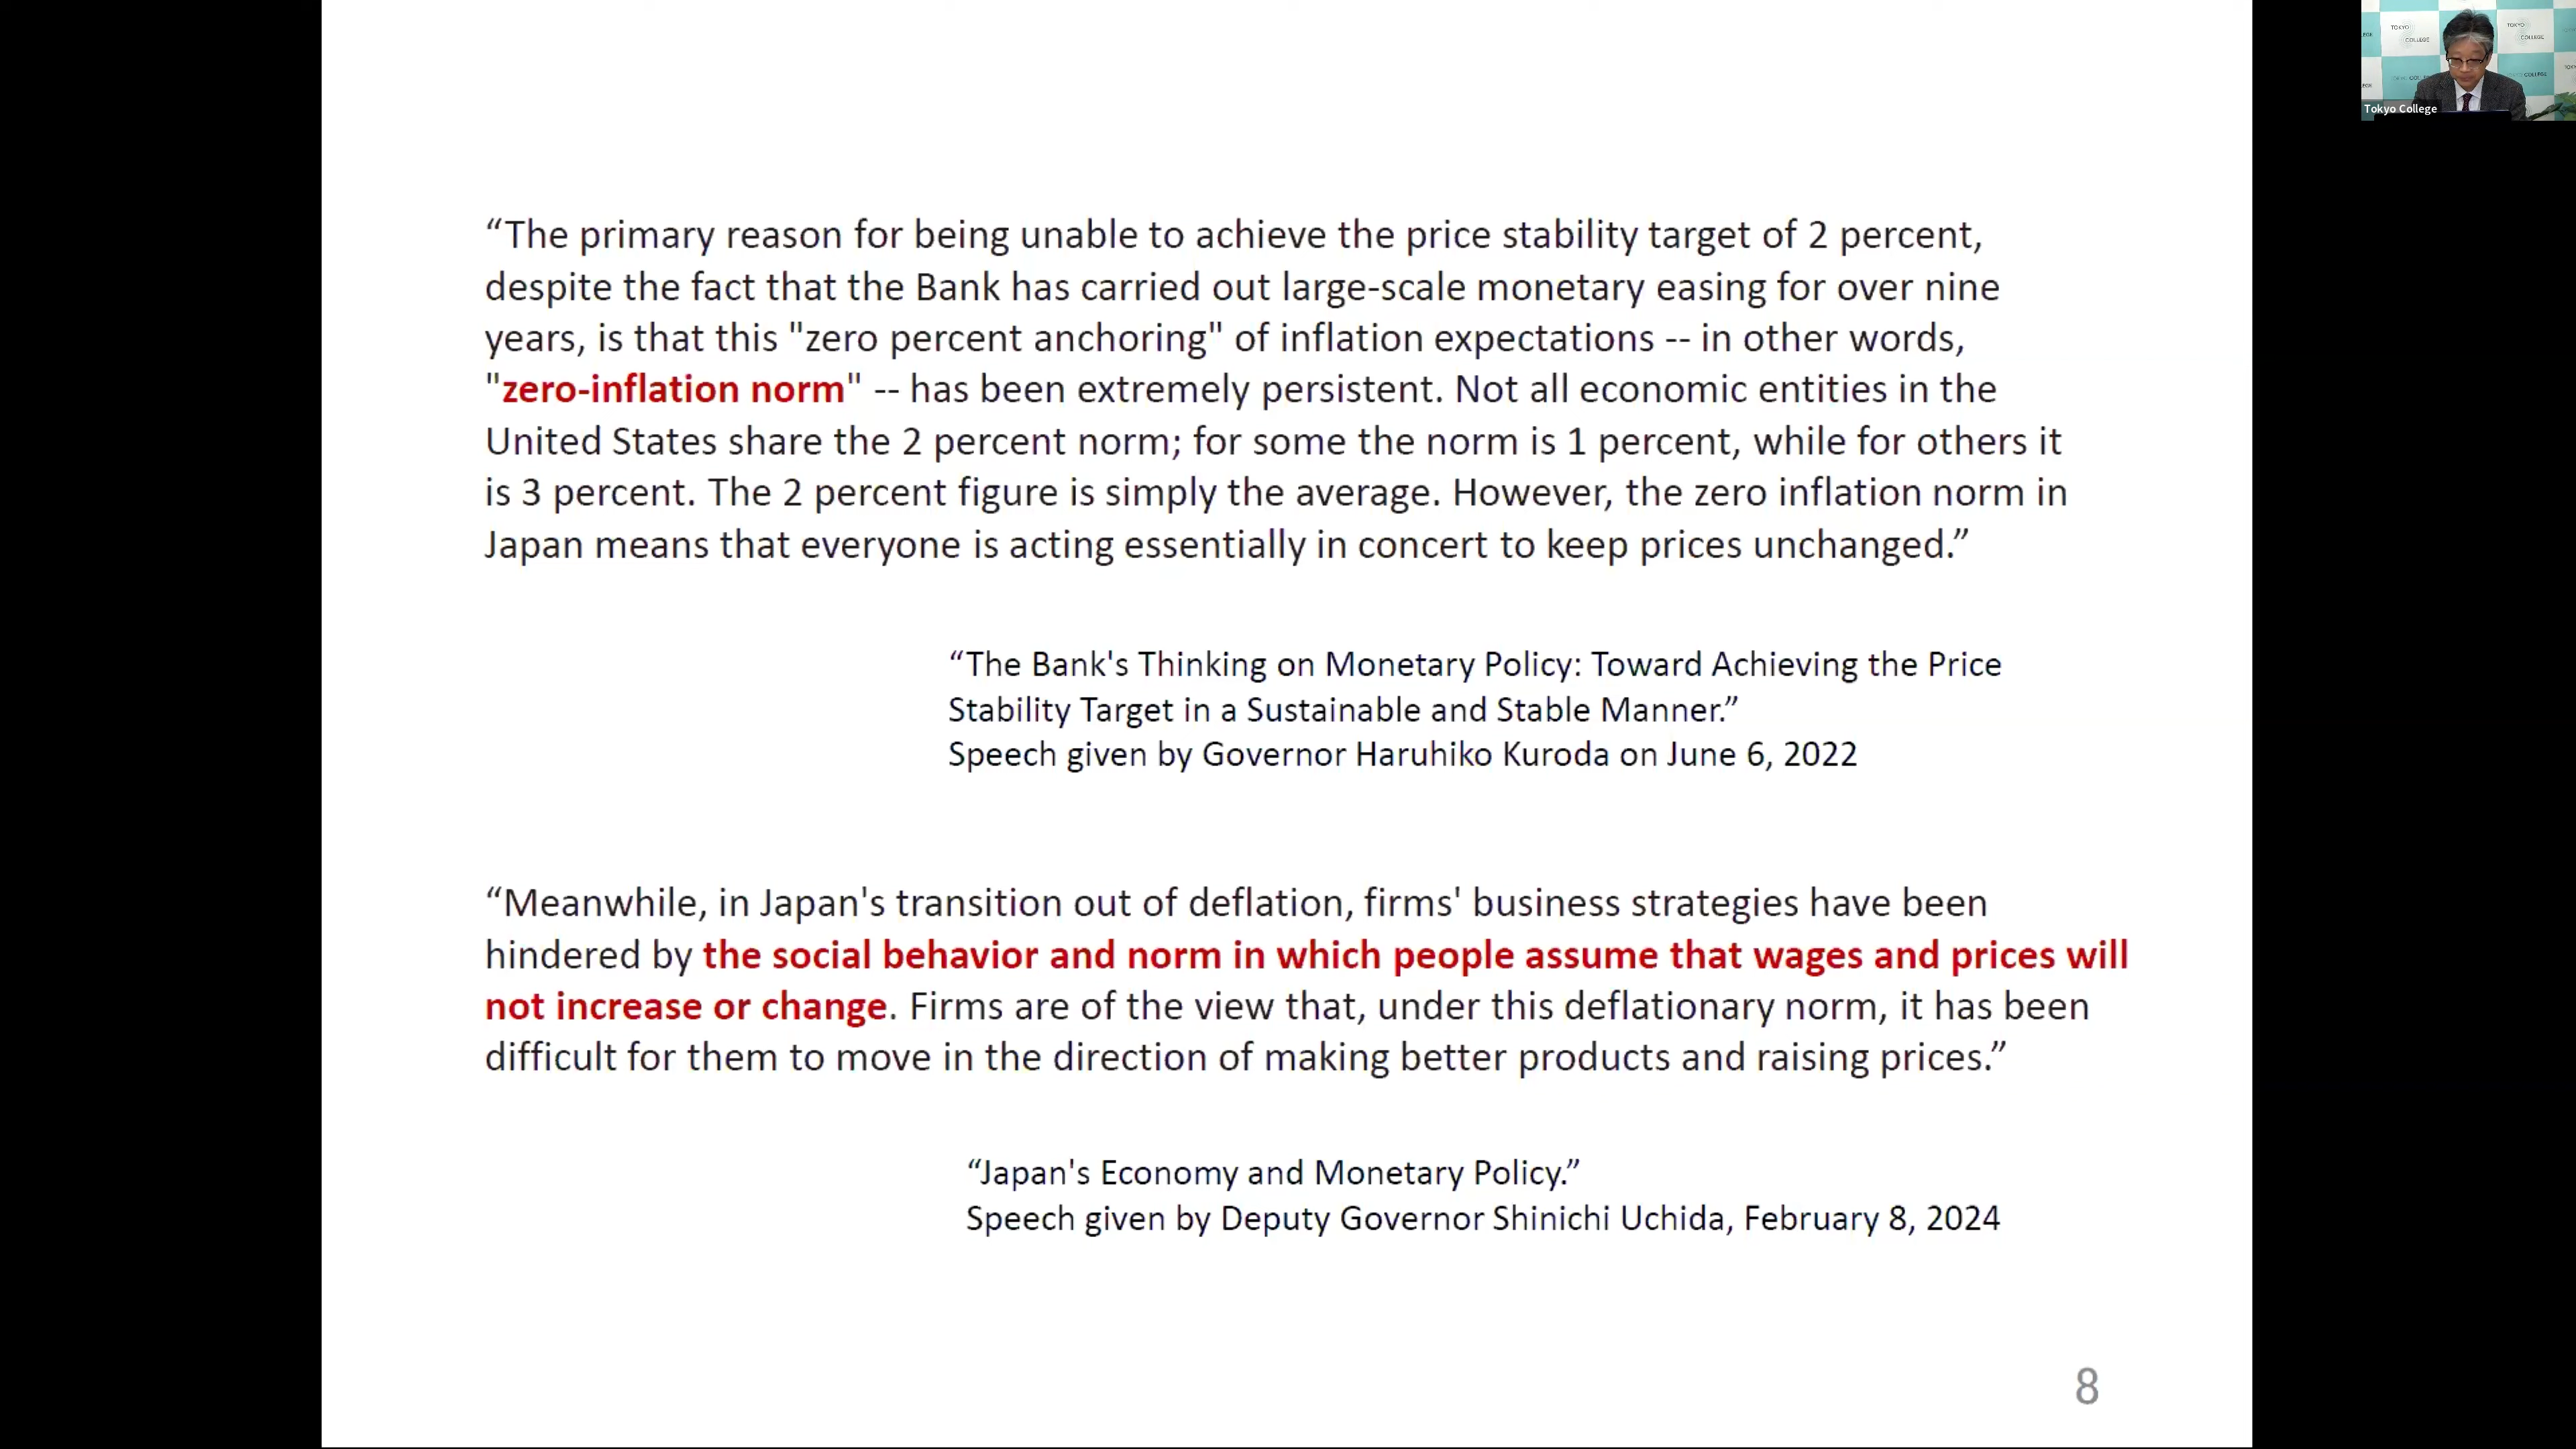 “The primary reason for being unable to achieve the price stability target of 2 percent,
despite the fact that the Bank has carried out large-scale monetary easing for over nine
years, is that this "zero percent anchoring" of inflation expectations -- in other words,
"zero-inflation norm" -- has been extremely persistent. Not all economic entities in the
United States share the 2 percent norm; for some the norm is 1 percent, while for others it
is 3 percent. The 2 percent figure is simply the average. However, the zero inflation norm in
Japan means that everyone is acting essentially in concert to keep prices unchanged.”
“The Bank's Thinking on Monetary Policy: Toward Achieving the Price
Stability Target in a Sustainable and Stable Manner.”
Speech given by Governor Haruhiko Kuroda on June 6, 2022
“Meanwhile, in Japan's transition out of deflation, firms' business strategies have been
hindered by the social behavior and norm in which people assume that wages and prices will
not increase or change. Firms are of the view that, under this deflationary norm, it has been
difficult for them to move in the direction of making better products and raising prices.”
“Japan's Economy and Monetary Policy.”
Speech given by Deputy Governor Shinichi Uchida, February 8, 2024
8
TOKYO
COLLEGE
TOKYO
COLLEGE
Tokyo College